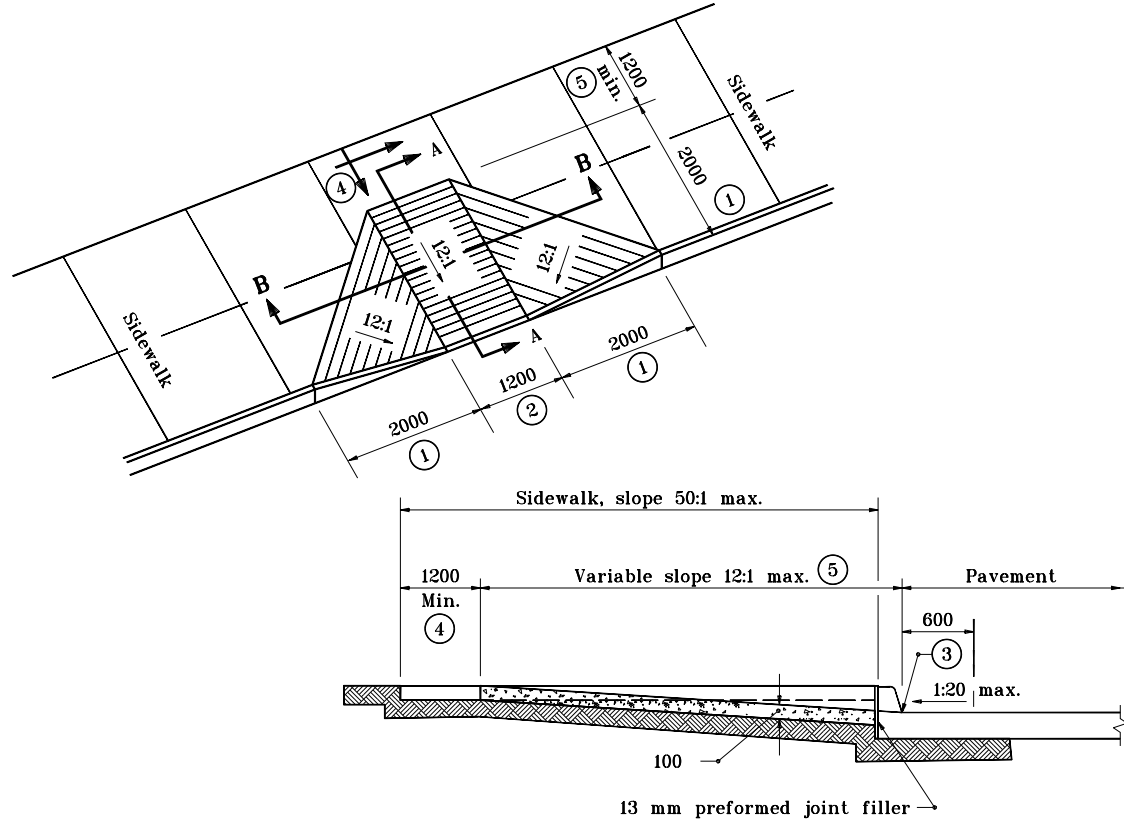 1200
min.
5
Sidewalk
A
4
2000
B
1
12:1
12:1
B
12:1
Sidewalk
A
2000
1
1200
2
2000
1
Sidewalk, slope 50:1 max.
1200
Min.
4
Variable slope 12:1 max. 5
Pavement
600
3
1:20 max.
100
13 mm preformed joint filler